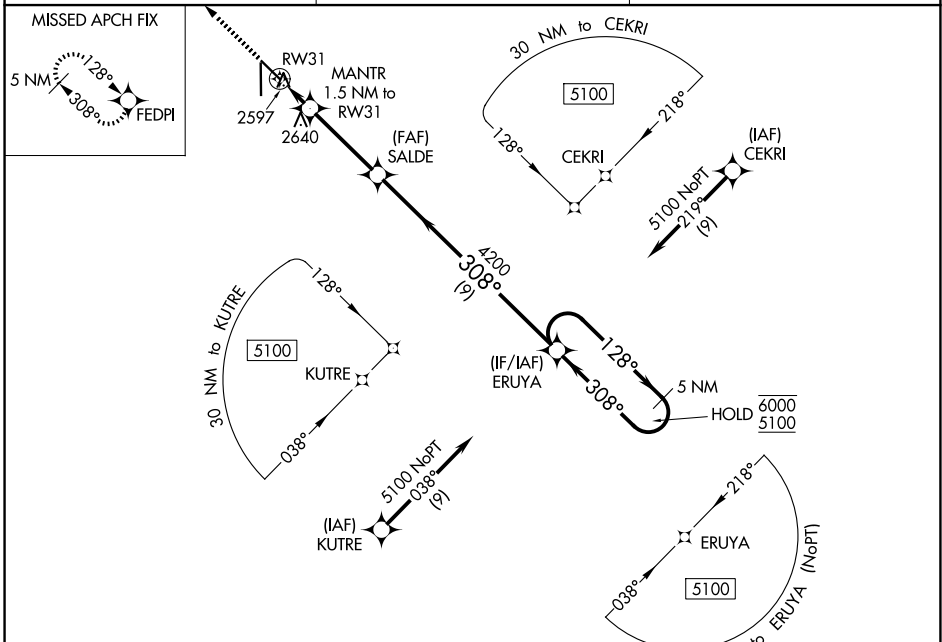 MISSED APCH FIX
5 NM
128°
308°
FEDPI
RW31
2597
MANTR
1.5 NM to
RW31
2640
(FAF)
SALDE
30 NM to CEKRI
5100
128°
218°
CEKRI
(IAF)
CEKRI
5100 NoPT
219°
(9)
4200
308°
(9)
30 NM to KUTRE
128°
5100
KUTRE
038°
(IF/IAF)
ERUYA
128°
308°
5 NM
HOLD
6000
5100
5100 NoPT
038°
(9)
(IAF)
KUTRE
218°
ERUYA
038°
5100
to ERUYA (NoPT)